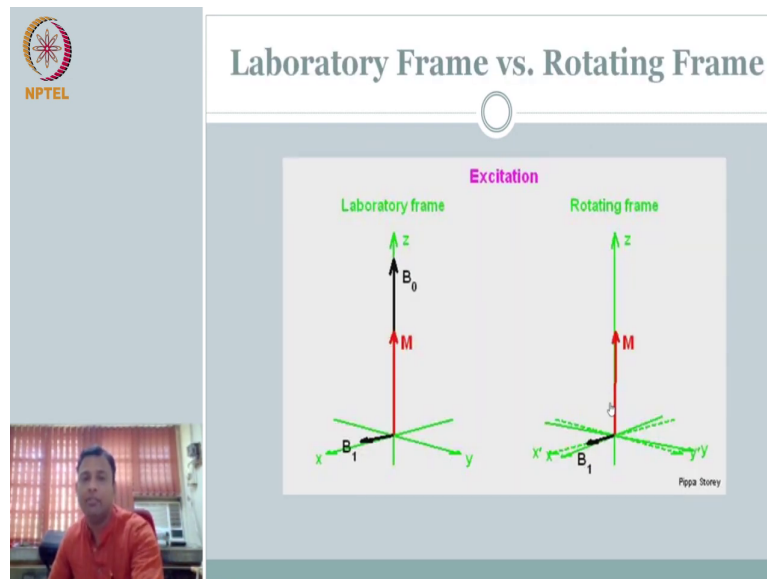 NPTEL
Laboratory Frame vs. Rotating Frame
Excitation
Laboratory frame
Rotating frame
z
z
B0
M
M
B1
x
y
x' x
B1
y'y
Pippa Storey